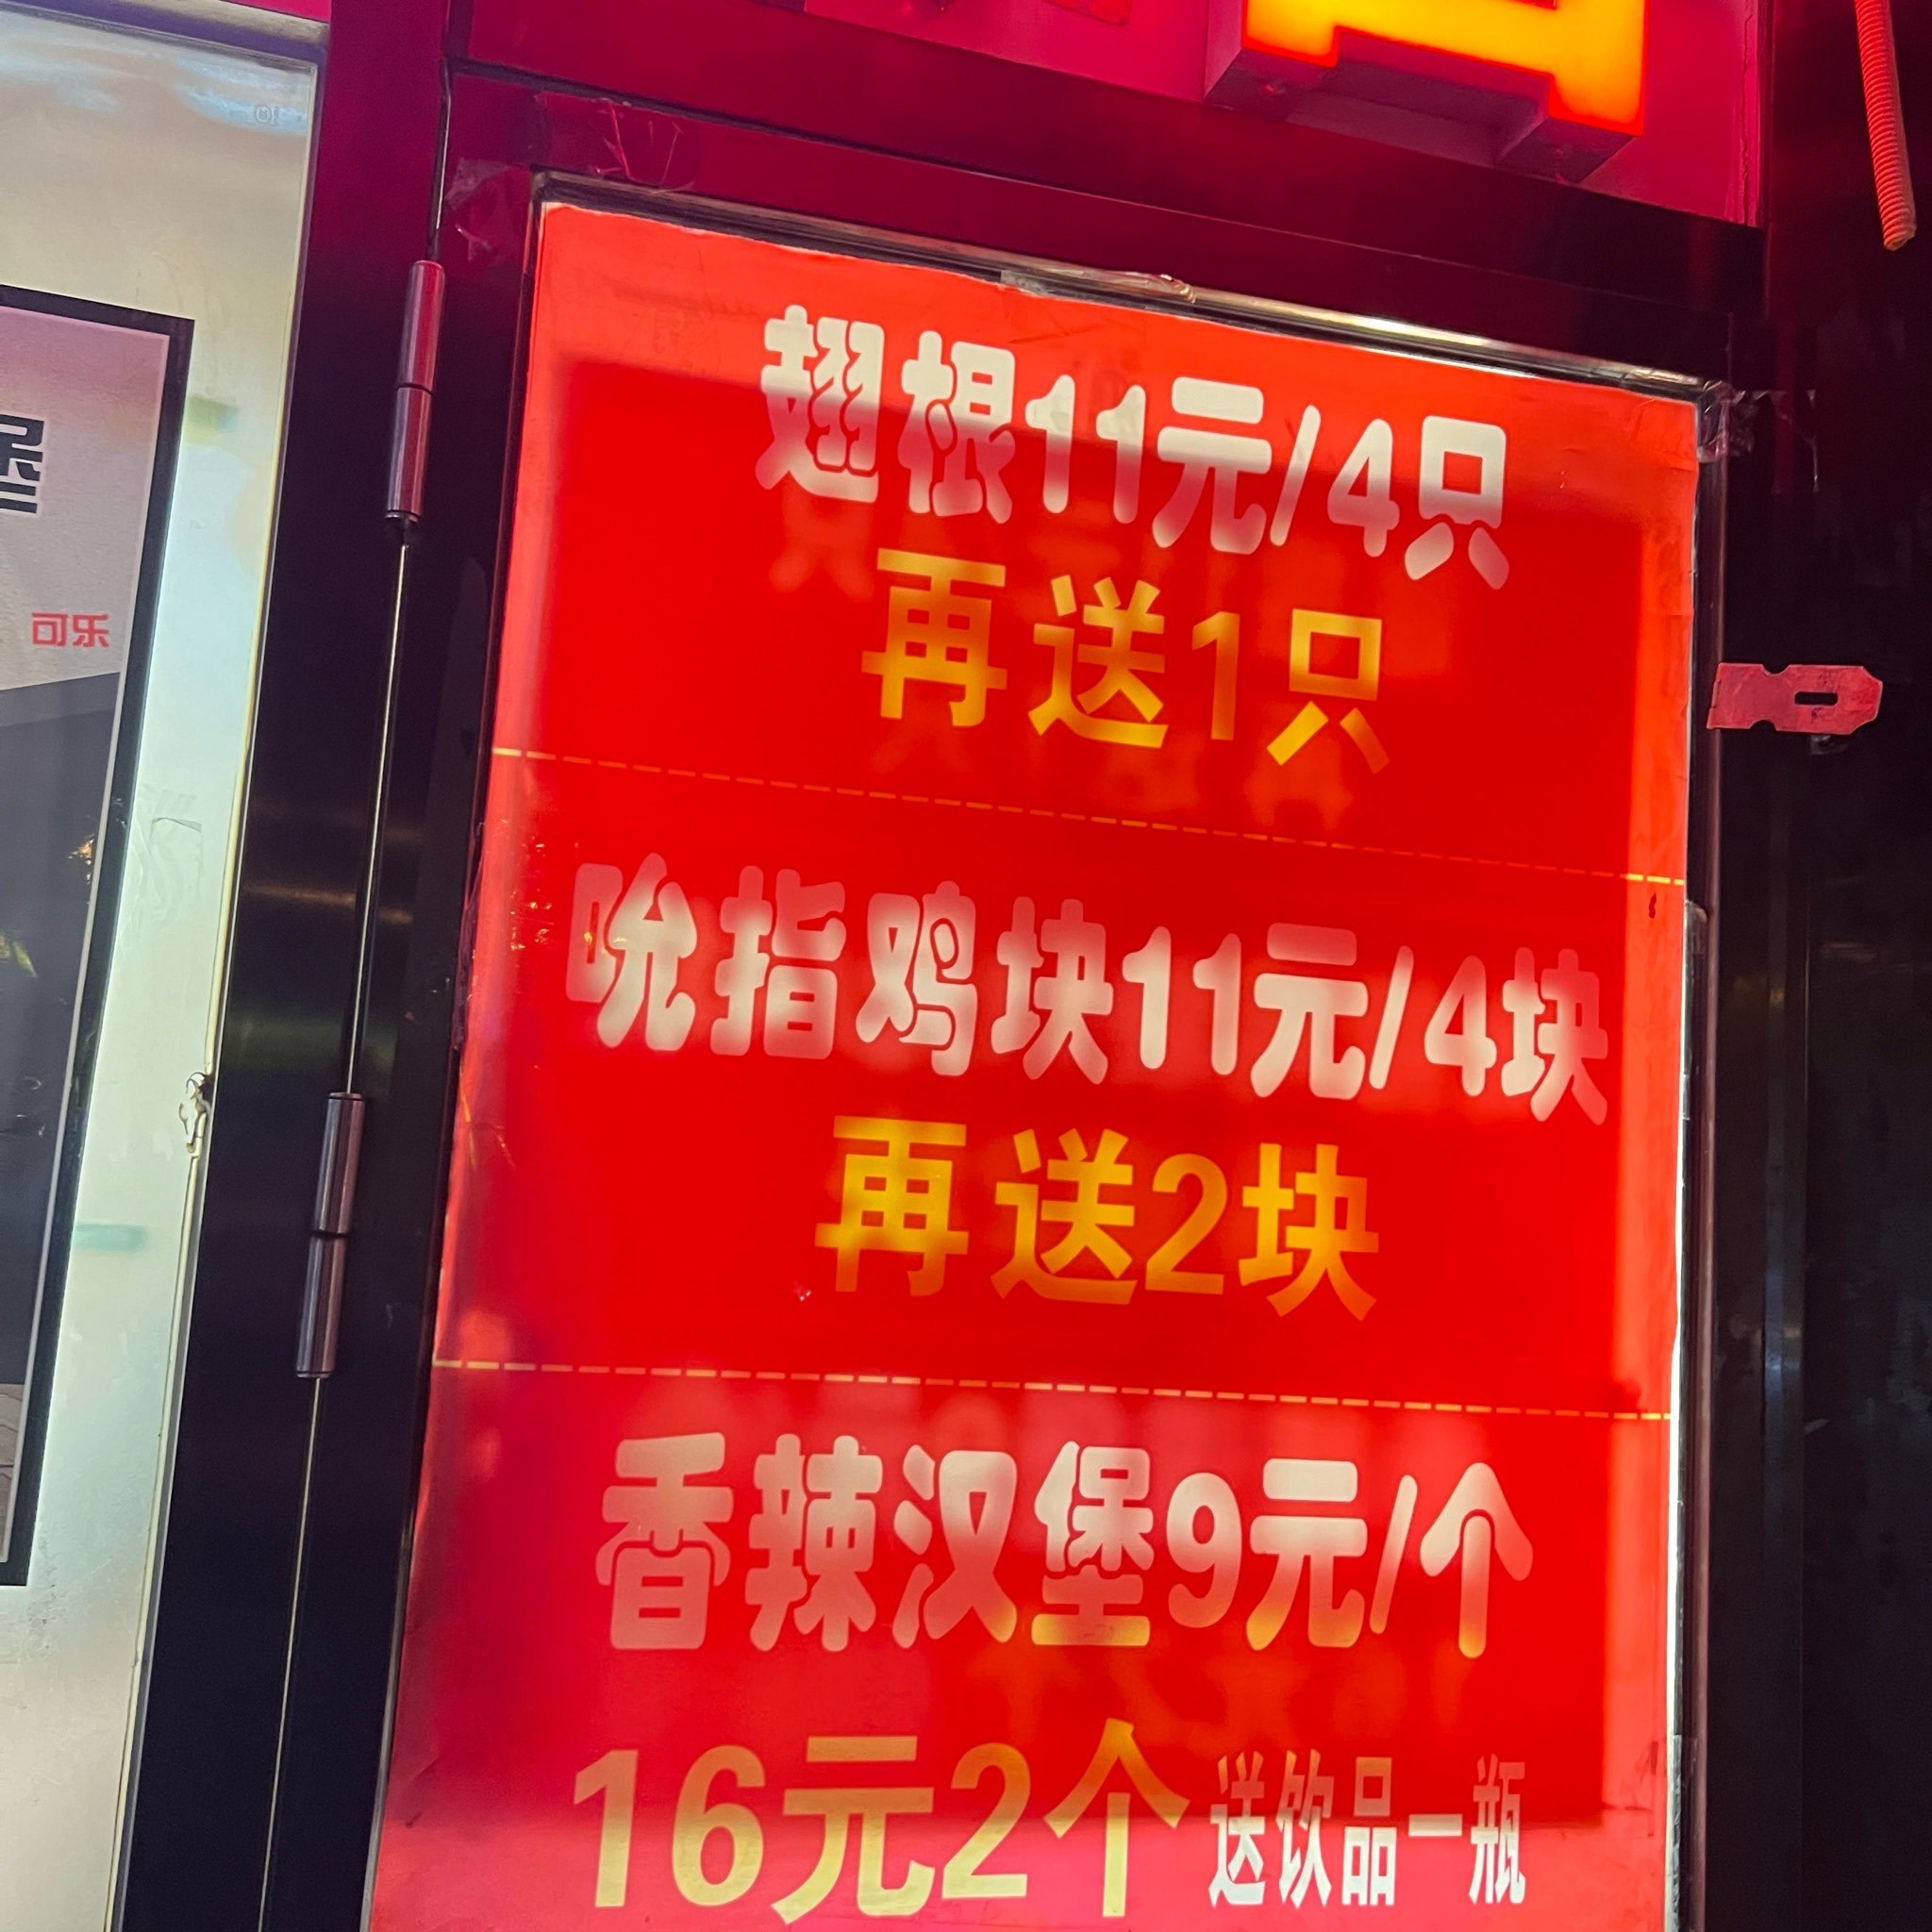 翅根11元/4只
再送1只
吮指鸡块11元/4块
再送2块
香辣汉堡9元/个
16元2个 送饮品一瓶
可乐